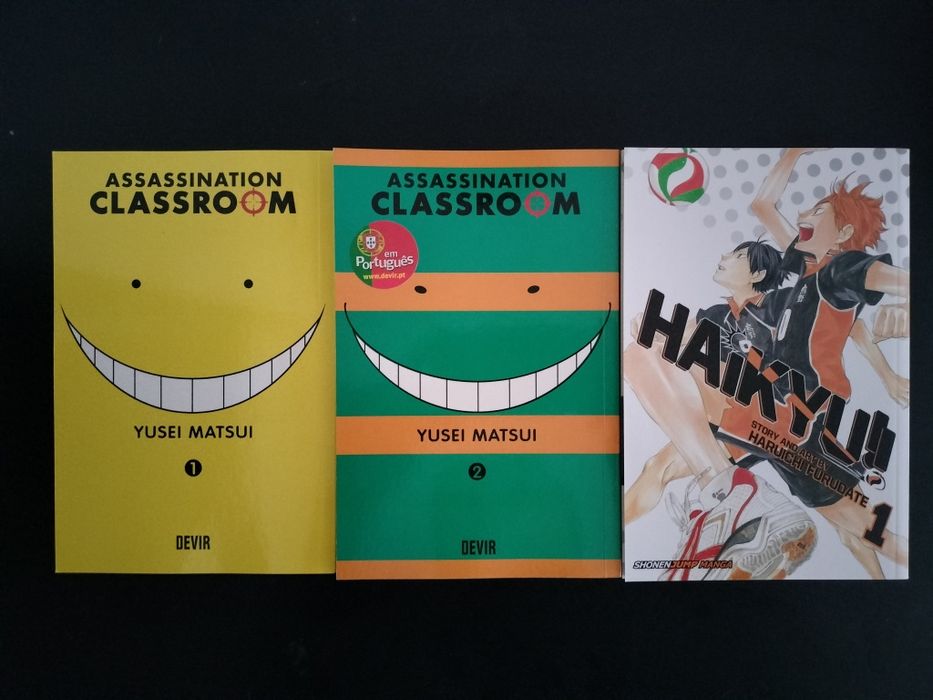 ASSASSINATION
CLASSROOM
YUSEI MATSUI
1
DEVIR
ASSASSINATION
CLASSROOM
em
Português
www.devir.pt
YUSEI MATSUI
2
DEVIR
HAIKYU!!
STORY AND ART BY
HARUICHI FURUDATE
1
SHONEN JUMP MANGA